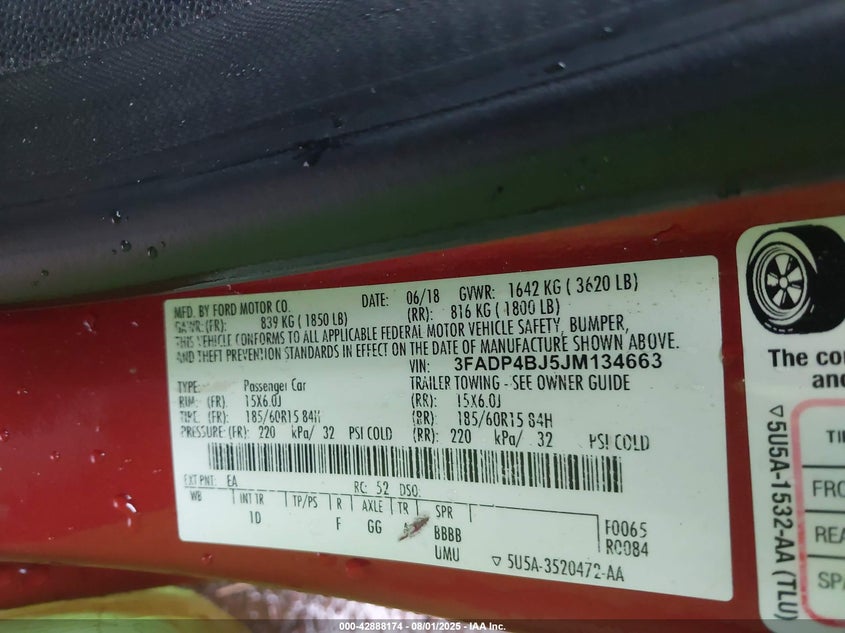 MFD. BY FORD MOTOR CO. DATE: 06/18 GVWR: 1642 KG ( 3620 LB)
GAWR: (FR): 839 KG ( 1850 LB) (RR): 816 KG ( 1800 LB)
THIS VEHICLE CONFORMS TO ALL APPLICABLE FEDERAL MOTOR VEHICLE SAFETY, BUMPER,
AND THEFT PREVENTION STANDARDS IN EFFECT ON THE DATE OF MANUFACTURE SHOWN ABOVE.
VIN: 3FADP4BJ5JM134663
TYPE: Passenger Car TRAILER TOWING - SEE OWNER GUIDE
RIM: (FR). 15X6.0J (RR): 15X6.0J
TIRE: (FR): 185/60R15 84H (RR): 185/60R15 84H
PRESSURE (FR): 220 kPa/ 32 PSI COLD (RR): 220 kPa/ 32 PSI COLD
EXT PNT: EA RC: 52 DSO:
WB INT TR TP/PS R AXLE TR SPR
1D F GG BBBB
UMU
F0065
R0084
▽ 5U5A-3520472-AA
The co
an
▽5U5A-1532-AA (TLU)
TI
FRO
REA
SPA
000-42888174 - 08/01/2025 - IAA Inc.